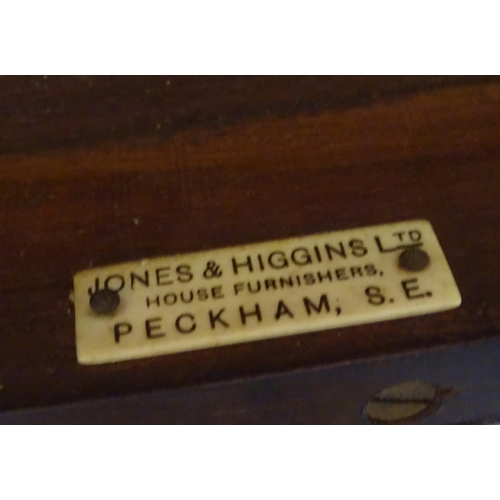 JONES & HIGGINS LTD
HOUSE FURNISHERS,
PECKHAM, S.E.